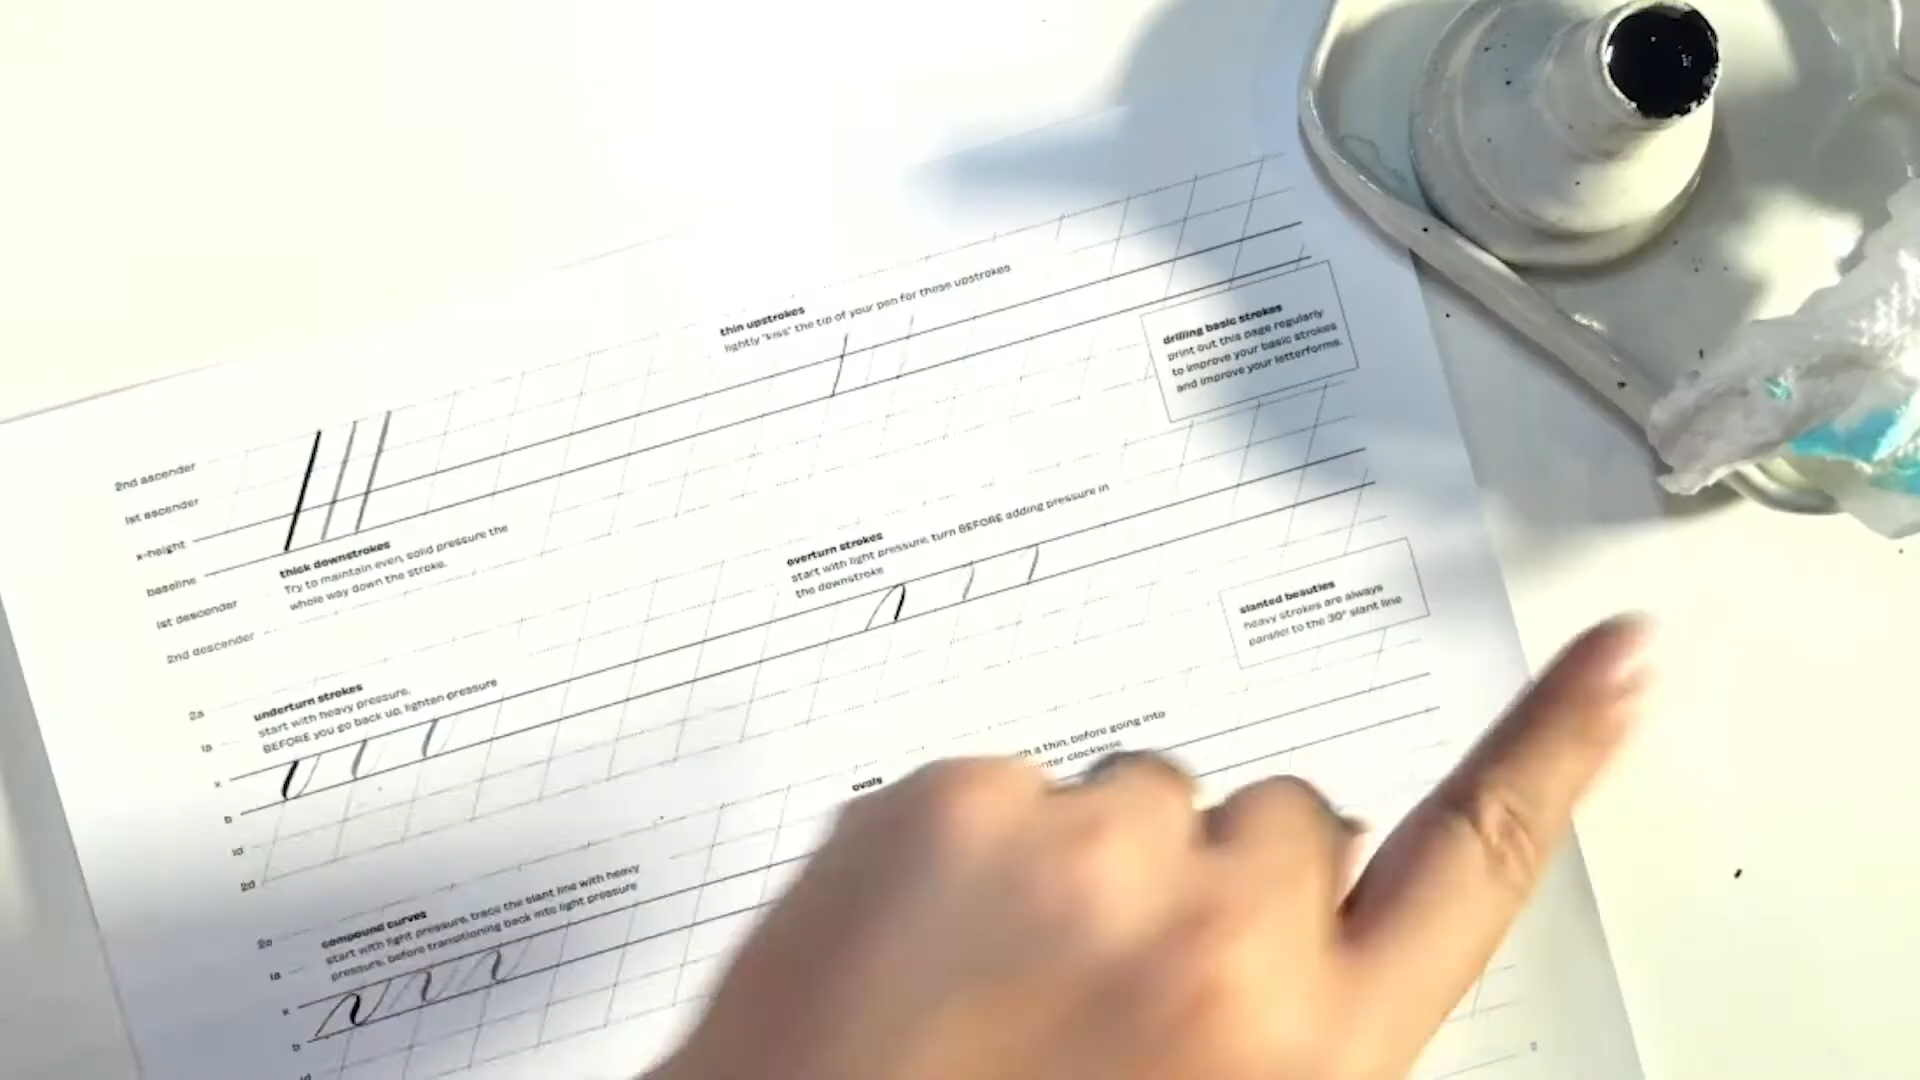 thin upstrokes
lightly "kiss" the tip of your pen for these upstrokes
drilling basic strokes
print out this page regularly
to improve your basic strokes
and improve your letterforms.
2nd ascender
1st ascender
x-height
baseline
1st descender
2nd descender
thick downstrokes
Try to maintain even, solid pressure the
whole way down the stroke.
overturn strokes
start with light pressure, turn BEFORE adding pressure in
the downstroke
slanted beauties
heavy strokes are always
parallel to the 30° slant line
2a
1a
x
b
1d
2d
underturn strokes
start with heavy pressure,
BEFORE you go back up, lighten pressure
ovals
a thin, before going into
clockwise
2a
1a
x
b
1d
compound curves
start with light pressure, trace the slant line with heavy
pressure, before transitioning back into light pressure